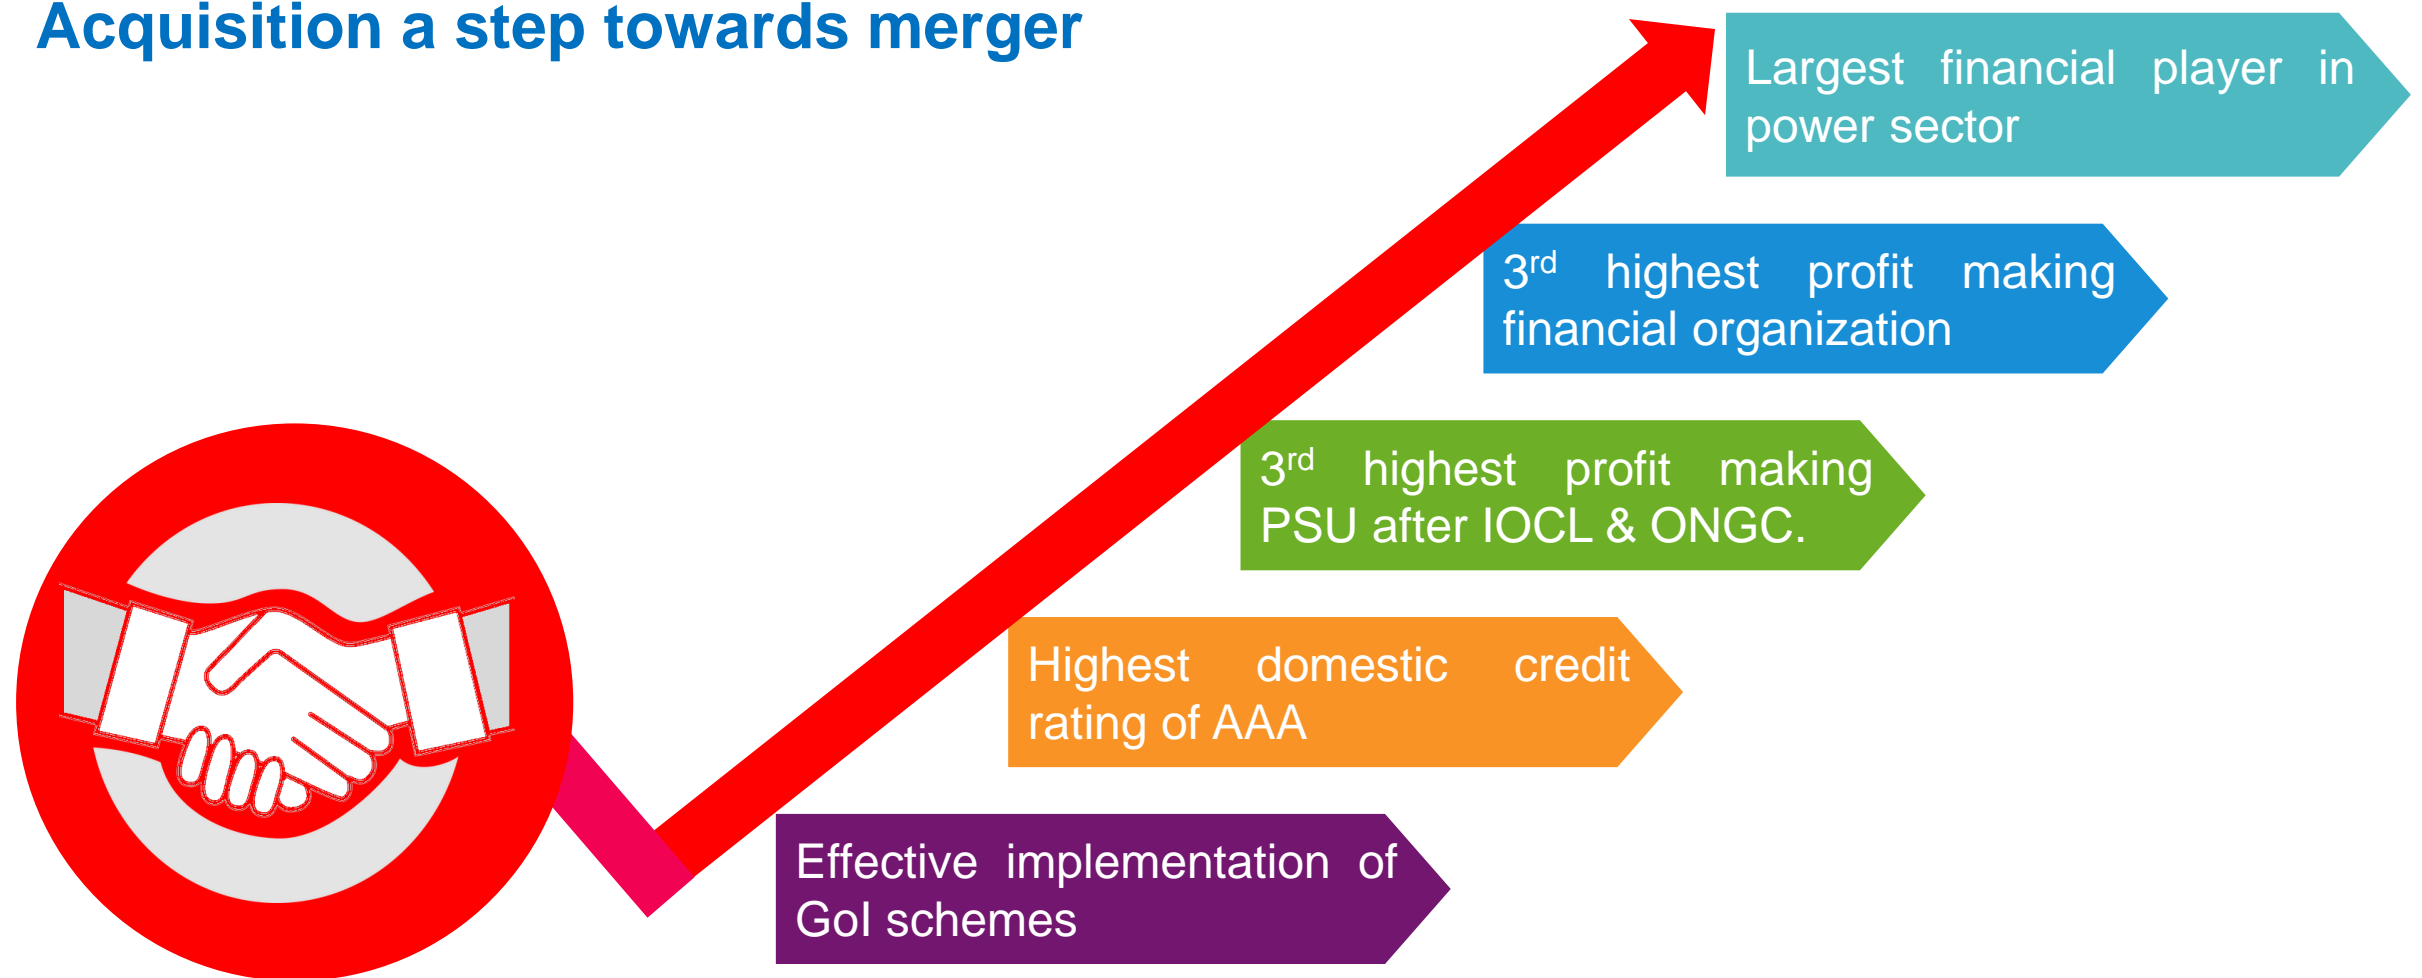 Acquisition a step towards merger
Largest financial player in
power sector
3rd highest profit making
financial organization
3rd highest profit making
PSU after IOCL & ONGC.
Highest domestic credit
rating of AAA
Effective implementation of
GoI schemes